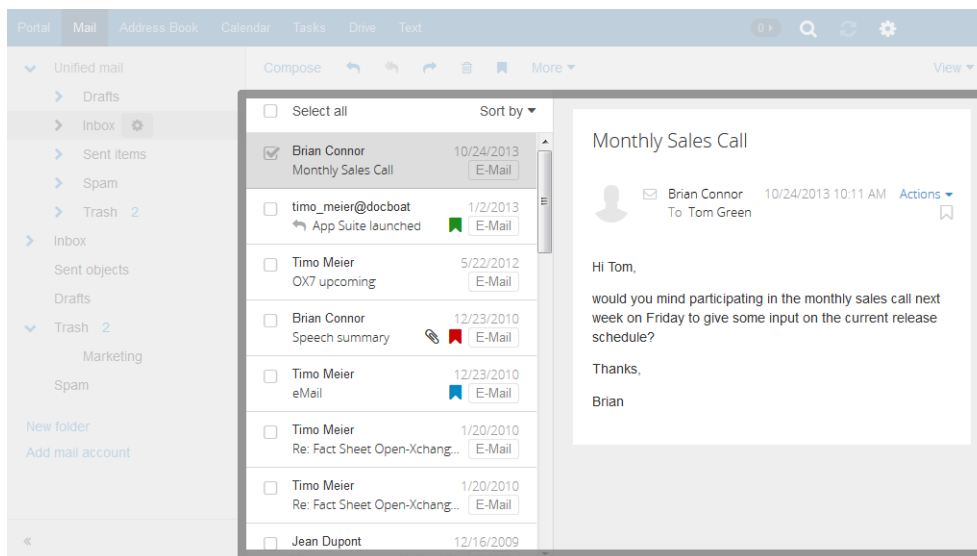 Portal Mail Address Book Calendar Tasks Drive Text 0
Compose More View
Unified mail
Drafts
Inbox
Sent items
Spam
Trash 2
Inbox
Sent objects
Drafts
Trash 2
Marketing
Spam
New folder
Add mail account
Select all Sort by
Brian Connor 10/24/2013
Monthly Sales Call E-Mail
timo_meier@docboat 1/2/2013
App Suite launched E-Mail
Timo Meier 5/22/2012
OX7 upcoming E-Mail
Brian Connor 12/23/2010
Speech summary E-Mail
Timo Meier 12/23/2010
eMail E-Mail
Timo Meier 1/20/2010
Re: Fact Sheet Open-Xchang... E-Mail
Timo Meier 1/20/2010
Re: Fact Sheet Open-Xchang... E-Mail
Jean Dupont 12/16/2009
Monthly Sales Call
Brian Connor 10/24/2013 10:11 AM Actions
To Tom Green
Hi Tom,
would you mind participating in the monthly sales call next
week on Friday to give some input on the current release
schedule?
Thanks,
Brian